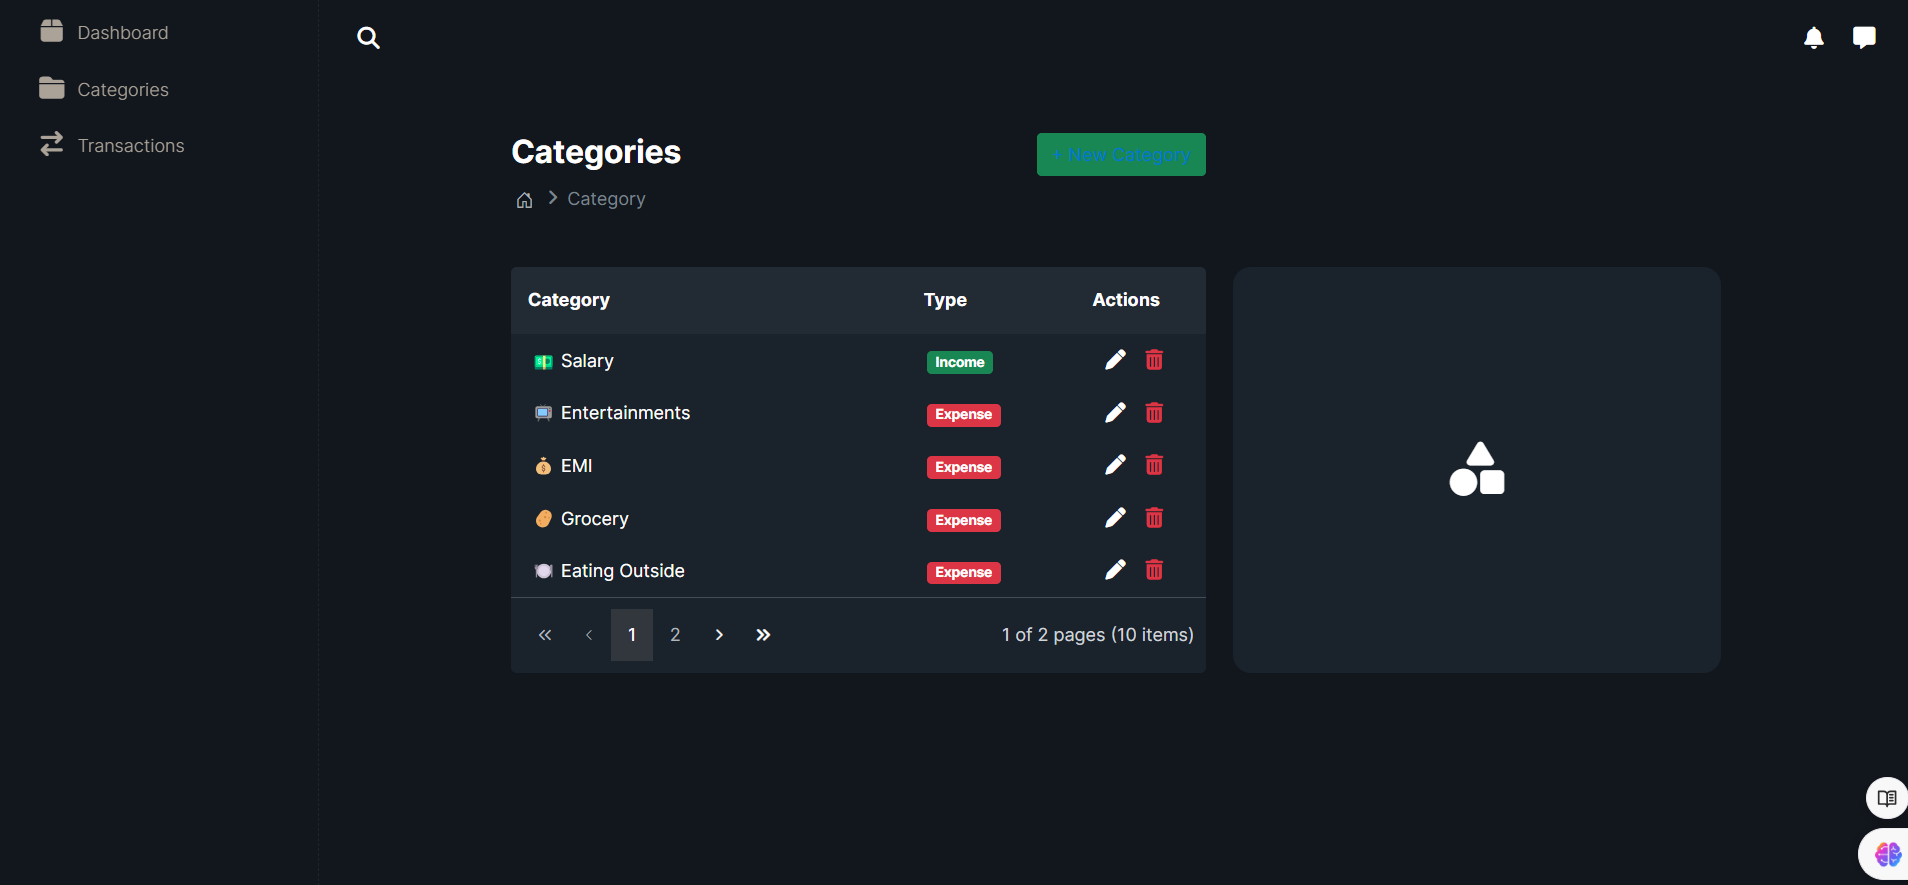 Dashboard
Categories
Transactions
Categories
+ New Category
Category
Category Type Actions
Salary Income
Entertainments Expense
EMI Expense
Grocery Expense
Eating Outside Expense
« ‹ 1 2 › » 1 of 2 pages (10 items)